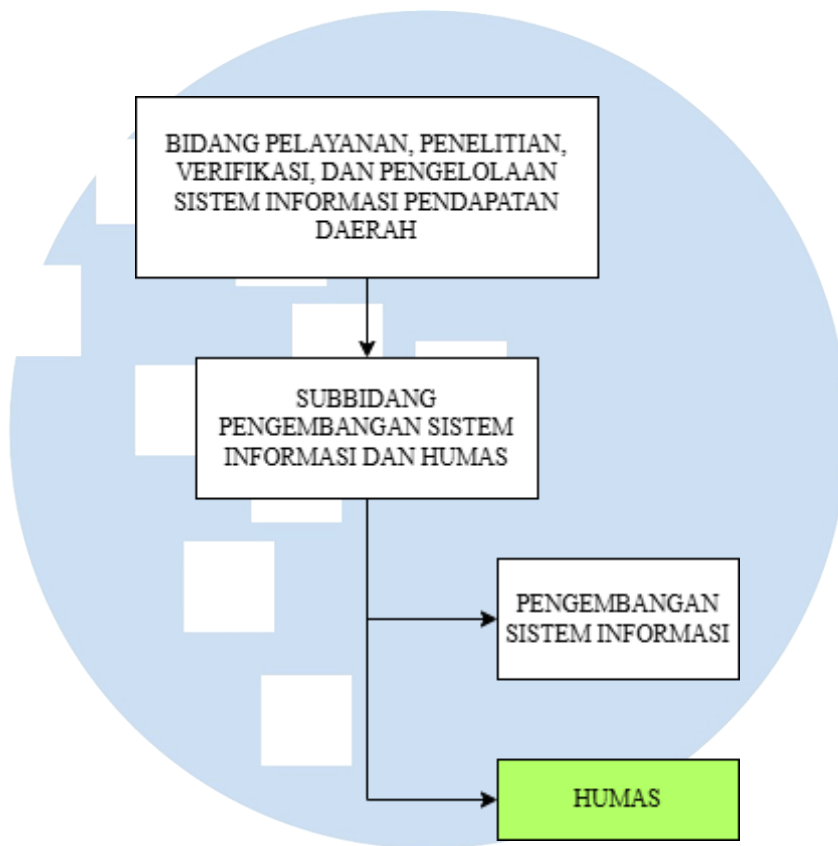 BIDANG PELAYANAN, PENELITIAN,
VERIFIKASI, DAN PENGELOLAAN
SISTEM INFORMASI PENDAPATAN
DAERAH
SUBBIDANG
PENGEMBANGAN SISTEM
INFORMASI DAN HUMAS
PENGEMBANGAN
SISTEM INFORMASI
HUMAS